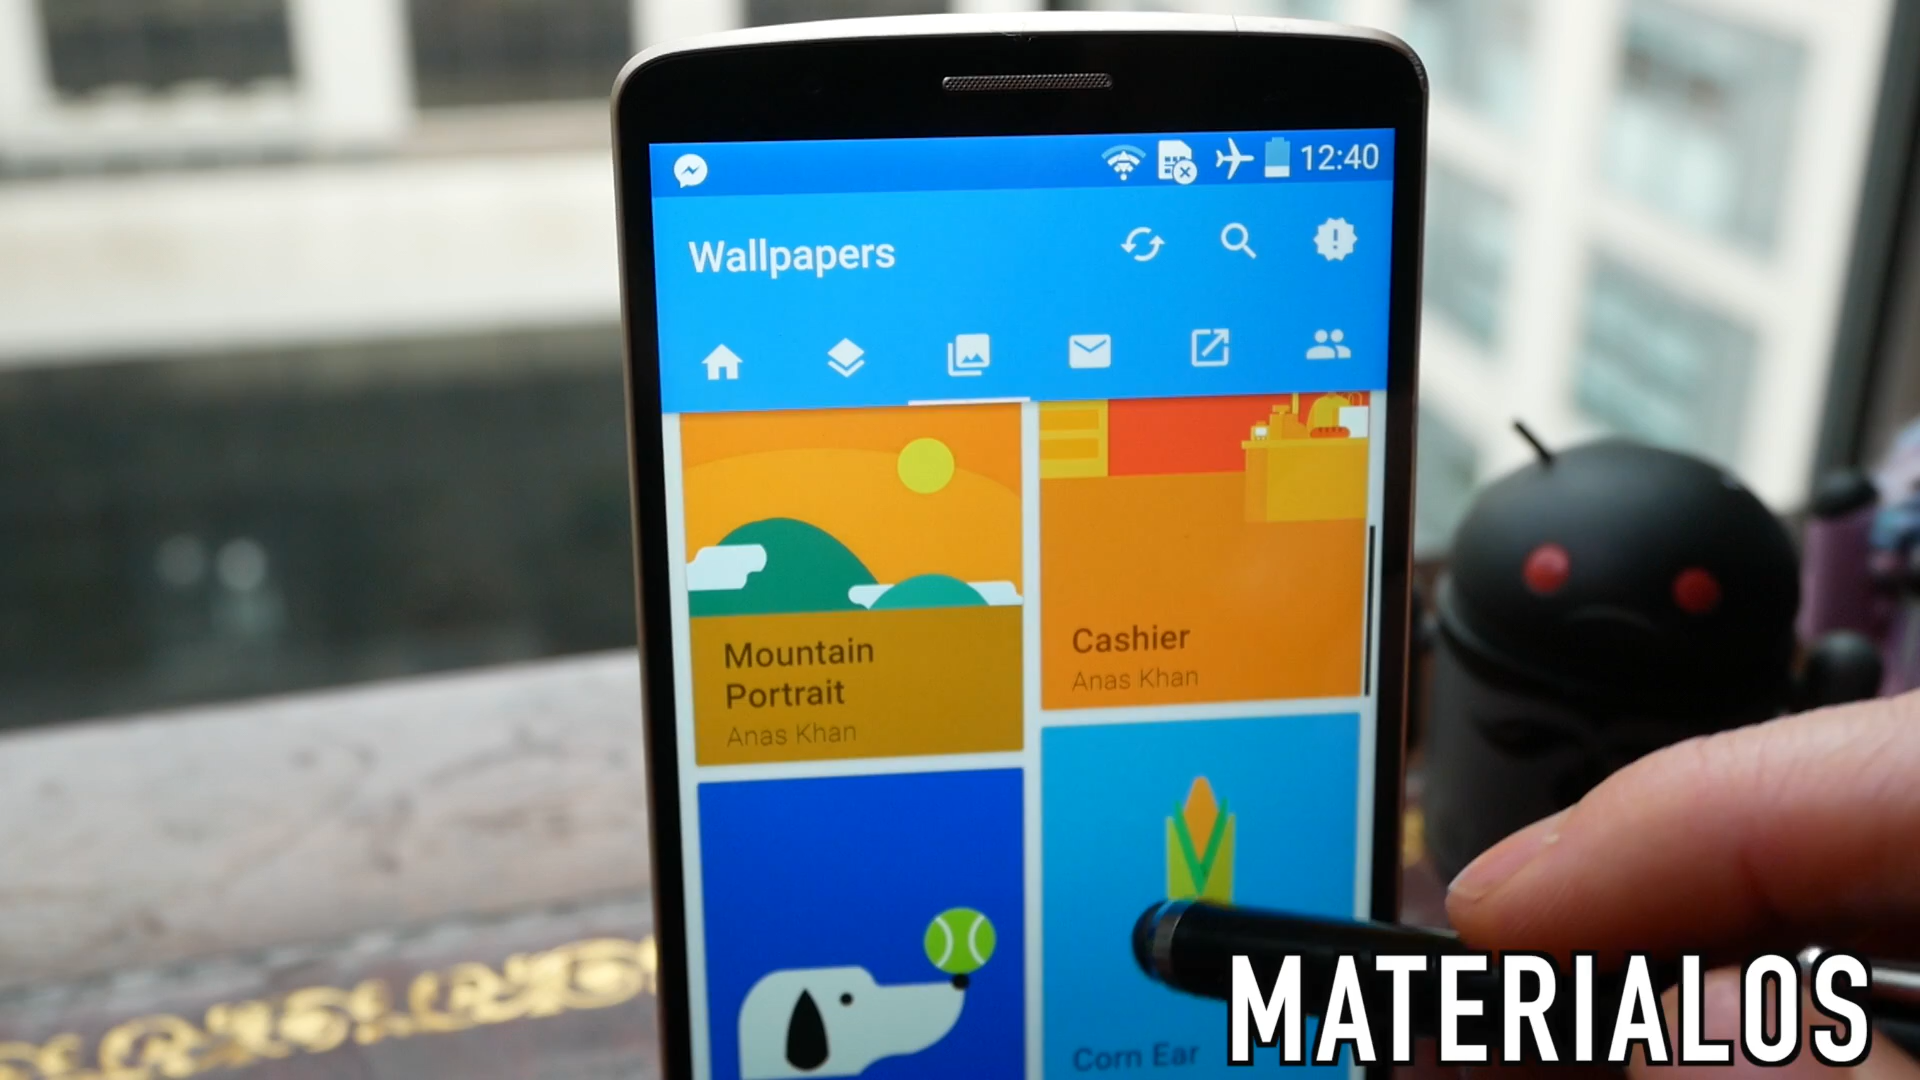 12:40
Wallpapers
Mountain
Portrait
Anas Khan
Cashier
Anas Khan
Corn Ear
MATERIALOS